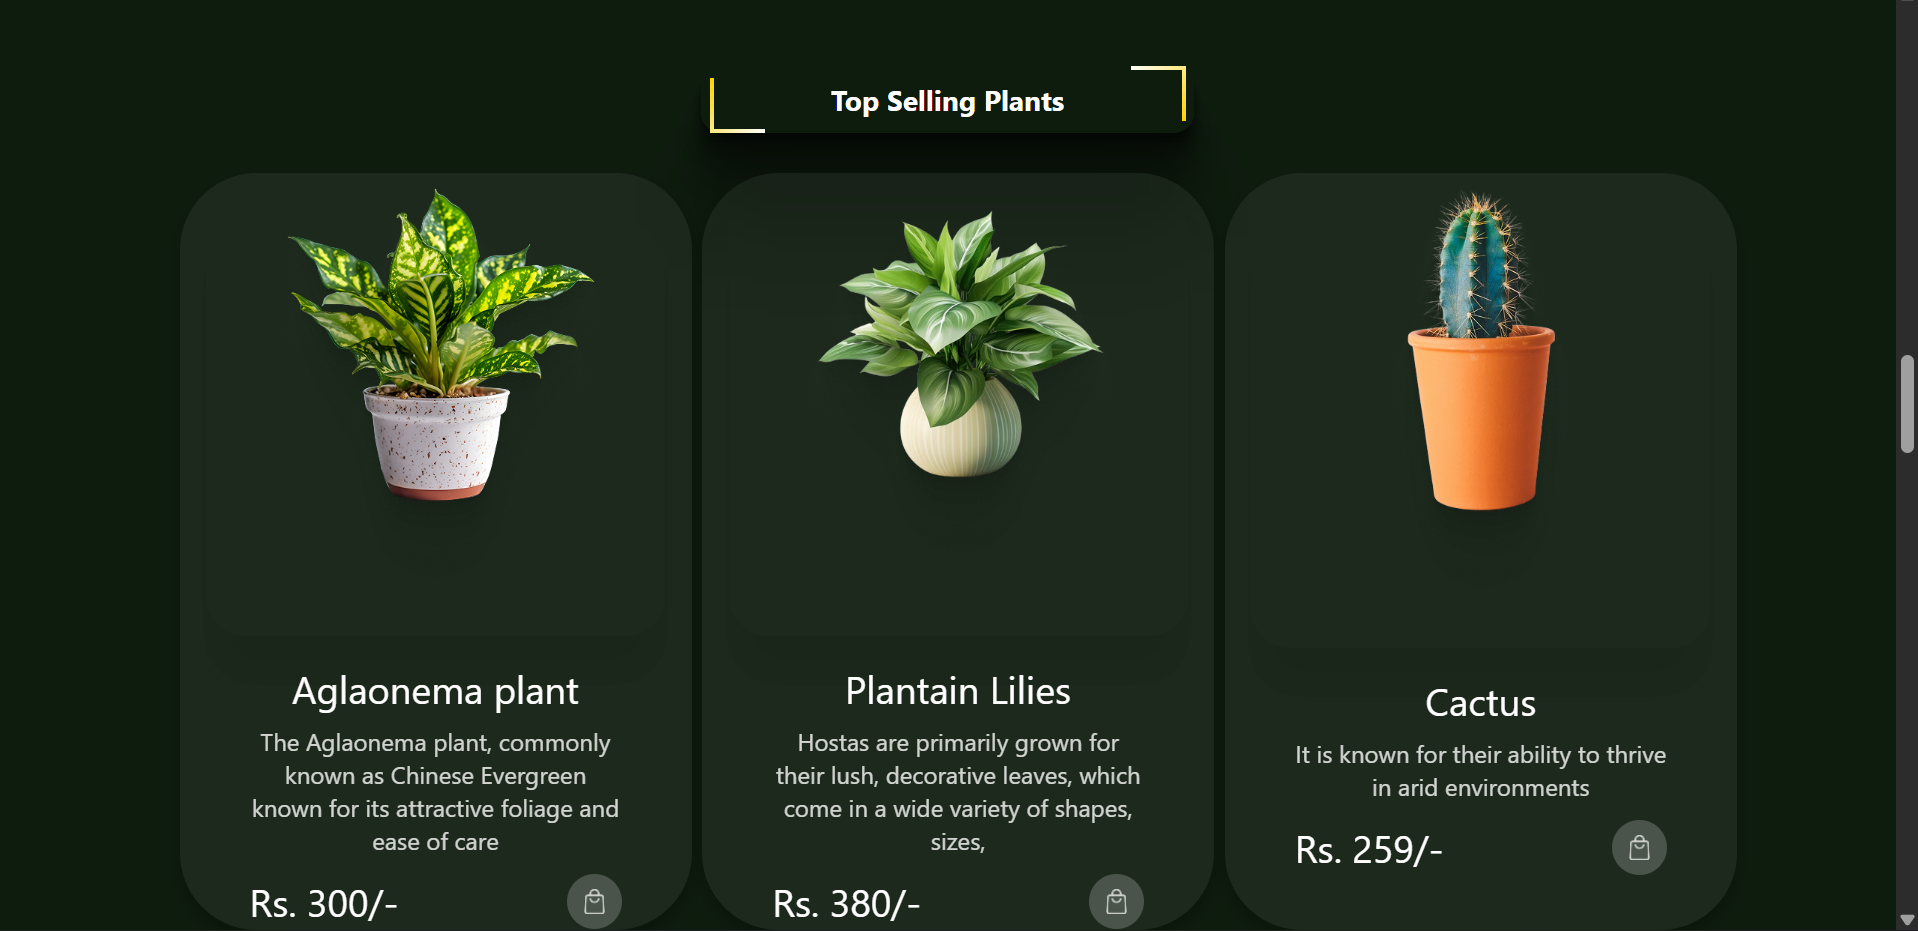 Top Selling Plants
Aglaonema plant
The Aglaonema plant, commonly
known as Chinese Evergreen
known for its attractive foliage and
ease of care
Rs. 300/-
Plantain Lilies
Hostas are primarily grown for
their lush, decorative leaves, which
come in a wide variety of shapes,
sizes,
Rs. 380/-
Cactus
It is known for their ability to thrive
in arid environments
Rs. 259/-